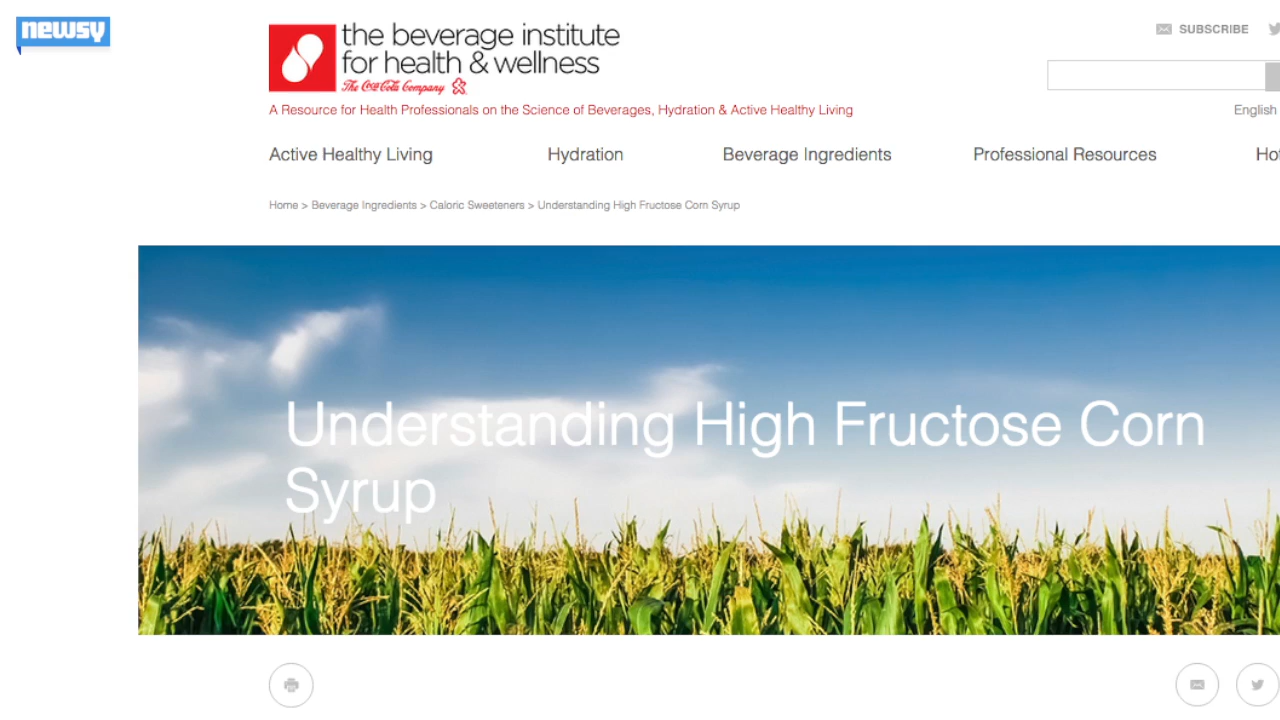 newsy
the beverage institute
for health & wellness
The Coca-Cola Company
SUBSCRIBE
A Resource for Health Professionals on the Science of Beverages, Hydration & Active Healthy Living
English
Active Healthy Living
Hydration
Beverage Ingredients
Professional Resources
Home > Beverage Ingredients > Caloric Sweeteners > Understanding High Fructose Corn Syrup
Understanding High Fructose Corn
Syrup